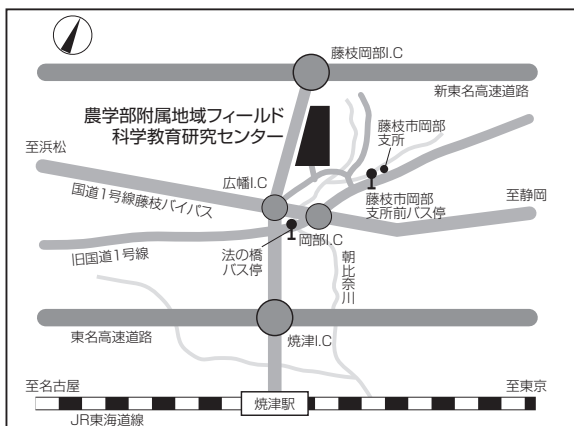 藤枝岡部I.C
新東名高速道路
農学部附属地域フィールド
科学教育研究センター
藤枝市岡部
支所
至浜松
国道1号線藤枝バイパス
広幡I.C
藤枝市岡部
支所前バス停
至静岡
旧国道1号線
法の橋
バス停
岡部I.C
朝比奈川
東名高速道路
焼津I.C
至名古屋
至東京
焼津駅
JR東海道線